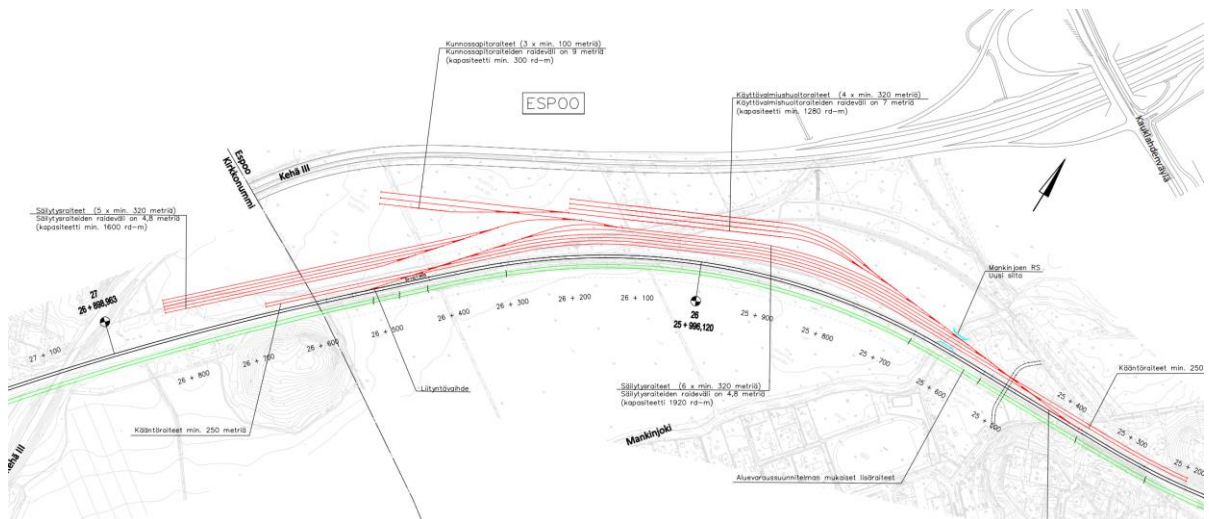 Kunnossapitoraiteet (3 x min. 100 metriä)
Kunnossapitoraiteiden raideväli on 9 metriä
(kapasiteetti min. 300 rd-m)
ESPOO
Käyttövalmiushuoltoraiteet (4 x min. 320 metriä)
Käyttövalmiushuoltoraiteiden raideväli on 7 metriä
(kapasiteetti min. 1280 rd-m)
Kauklahdenväylä
Espoo
Kirkkonummi
Kehä III
Säilytysraiteet (5 x min. 320 metriä)
Säilytysraiteiden raideväli on 4,8 metriä
(kapasiteetti min. 1600 rd-m)
Mankinjoen RS
Uusi silta
27
26 + 898,963
26
25 + 996,120
27 + 100
26 + 800
26 + 700
26 + 600
26 + 500
26 + 400
26 + 300
26 + 200
26 + 100
25 + 900
25 + 800
25 + 700
25 + 600
25 + 400
25 + 300
25 + 200
Liityntävaihde
Säilytysraiteet (6 x min. 320 metriä)
Säilytysraiteiden raideväli on 4,8 metriä
(kapasiteetti 1920 rd-m)
Kääntöraiteet min. 250
Kääntöraiteet min. 250 metriä
Mankinjoki
Kehä III
Aluevaraussuunnitelman mukaiset lisäraiteet